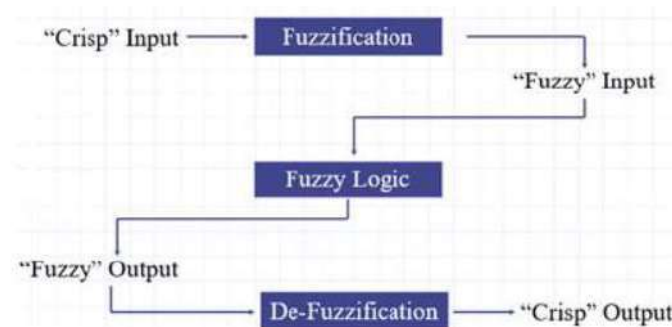 “Crisp” Input
Fuzzification
“Fuzzy” Input
Fuzzy Logic
“Fuzzy” Output
De-Fuzzification
“Crisp” Output